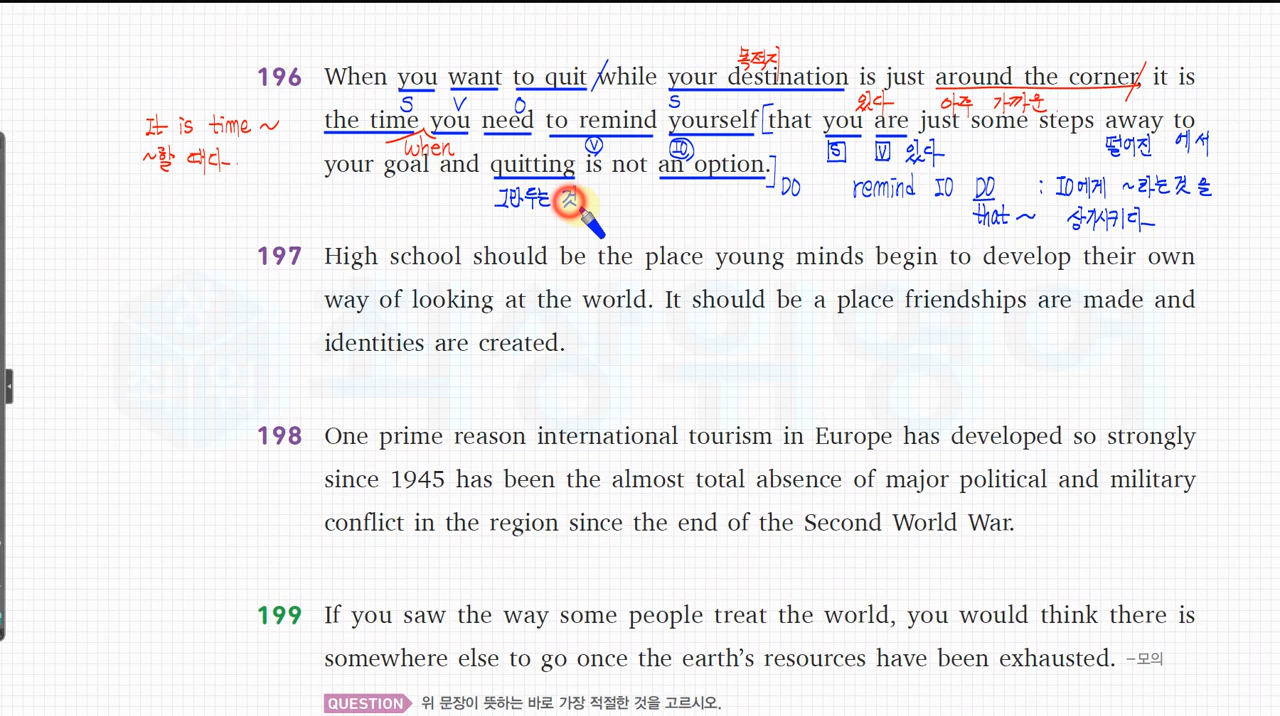 목적지
196 When you want to quit while your destination is just around the corner, it is
S V O S 있다 아주 가까운
It is time ~ the time you need to remind yourself [that you are just some steps away to
~할 때다. when V IO S V 있다 떨어진 에서
your goal and quitting is not an option.] DO remind IO DO : IO에게 ~라는것을
그만두는 것 that ~ 상기시키다
197 High school should be the place young minds begin to develop their own
way of looking at the world. It should be a place friendships are made and
identities are created.
198 One prime reason international tourism in Europe has developed so strongly
since 1945 has been the almost total absence of major political and military
conflict in the region since the end of the Second World War.
199 If you saw the way some people treat the world, you would think there is
somewhere else to go once the earth's resources have been exhausted. –모의
QUESTION 위 문장이 뜻하는 바로 가장 적절한 것을 고르시오.